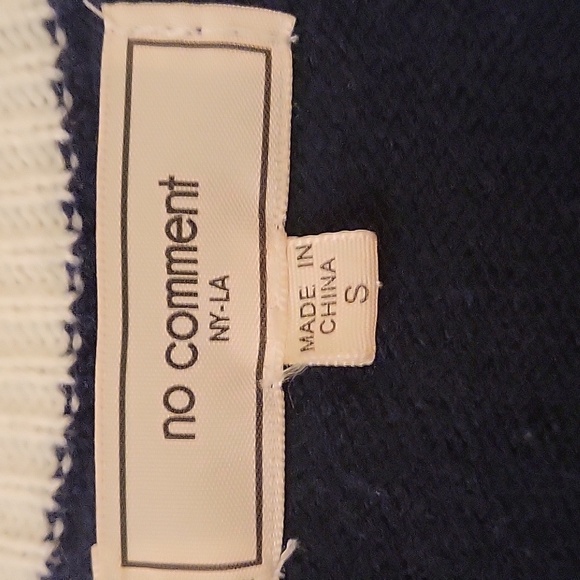 no comment
NY-LA
MADE IN
CHINA
S